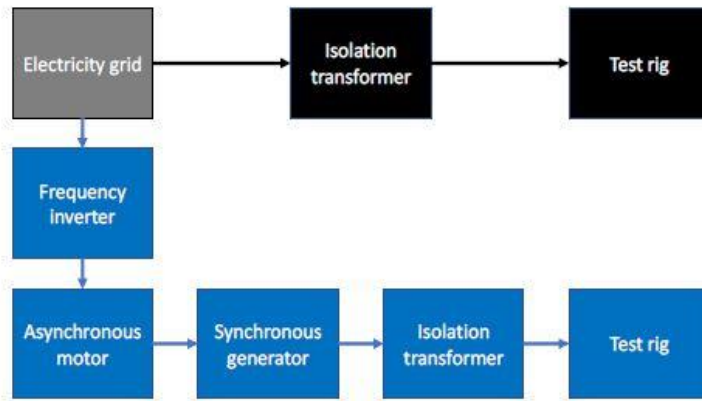 Electricity grid
Isolation
transformer
Test rig
Frequency
inverter
Asynchronous
motor
Synchronous
generator
Isolation
transformer
Test rig